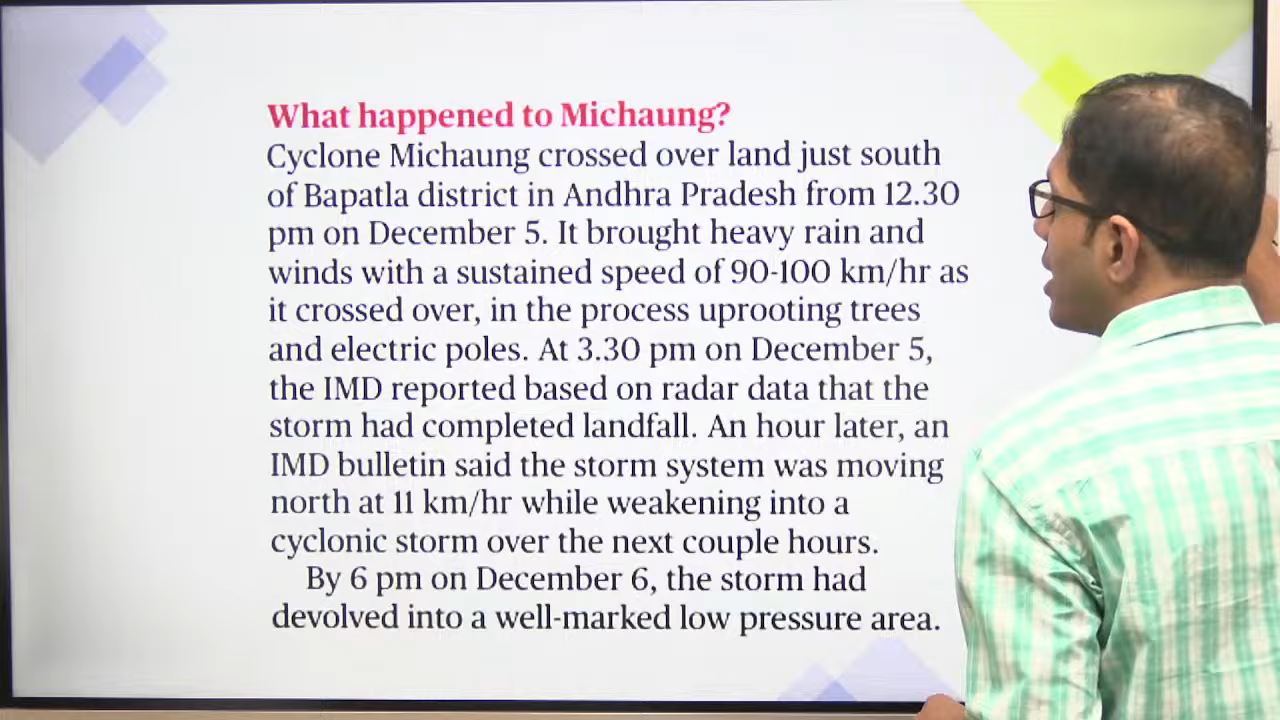 What happened to Michaung?
Cyclone Michaung crossed over land just south
of Bapatla district in Andhra Pradesh from 12.30
pm on December 5. It brought heavy rain and
winds with a sustained speed of 90-100 km/hr as
it crossed over, in the process uprooting trees
and electric poles. At 3.30 pm on December 5,
the IMD reported based on radar data that the
storm had completed landfall. An hour later, an
IMD bulletin said the storm system was moving
north at 11 km/hr while weakening into a
cyclonic storm over the next couple hours.
By 6 pm on December 6, the storm had
devolved into a well-marked low pressure area.